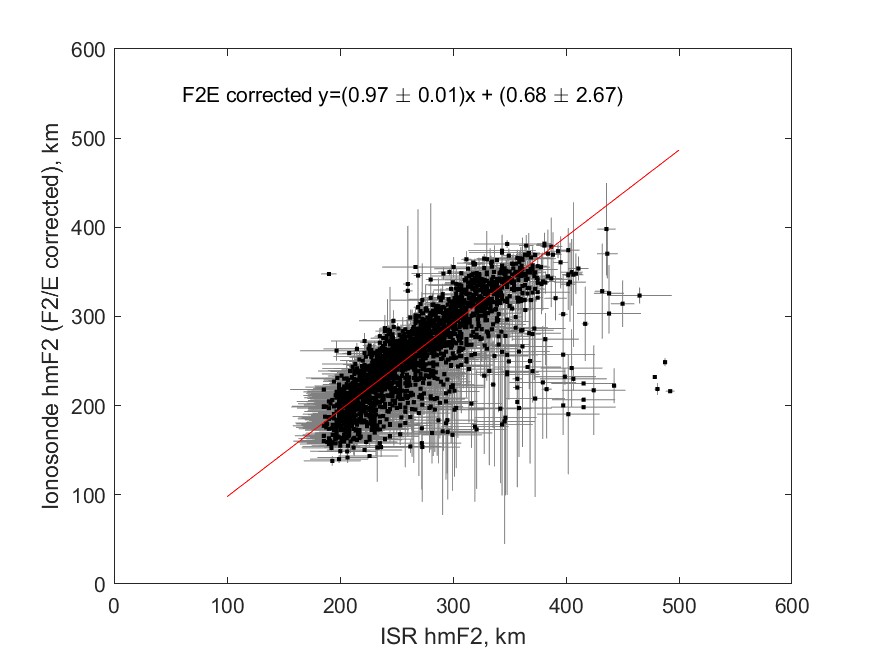 600
F2E corrected y=(0.97 ± 0.01)x + (0.68 ± 2.67)
500
400
300
200
100
0
Ionosonde hmF2 (F2/E corrected), km
0 100 200 300 400 500 600
ISR hmF2, km